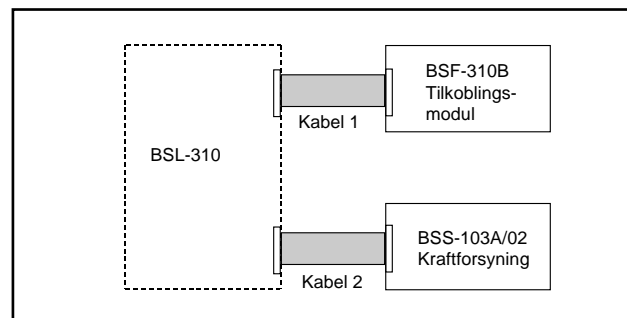 BSL-310
Kabel 1
BSF-310B
Tilkoblings-
modul
Kabel 2
BSS-103A/02
Kraftforsyning